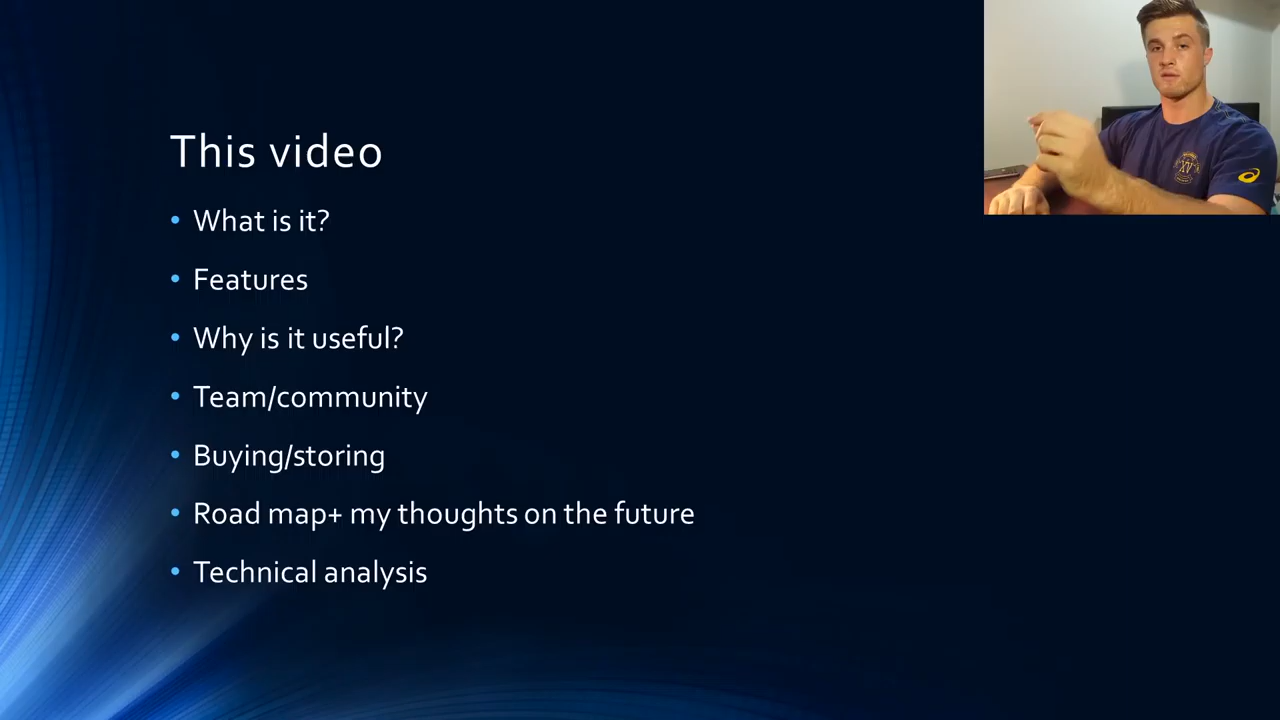 This video
• What is it?
• Features
• Why is it useful?
• Team/community
• Buying/storing
• Road map+ my thoughts on the future
• Technical analysis
XV